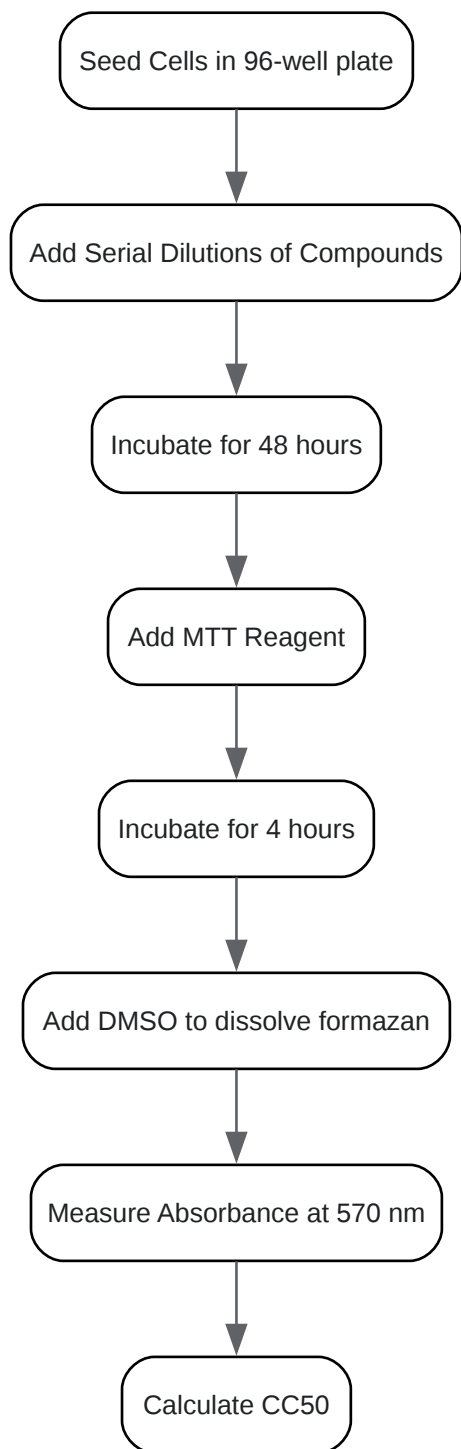 Seed Cells in 96-well plate
Add Serial Dilutions of Compounds
Incubate for 48 hours
Add MTT Reagent
Incubate for 4 hours
Add DMSO to dissolve formazan
Measure Absorbance at 570 nm
Calculate CC50